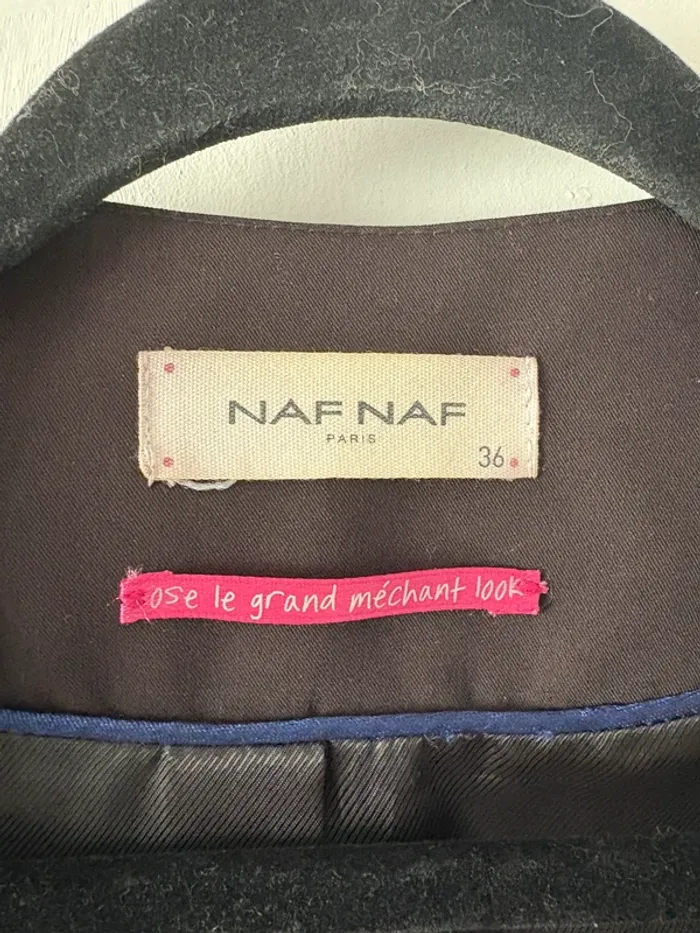 NAF NAF
PARIS
36
ose le grand méchant look